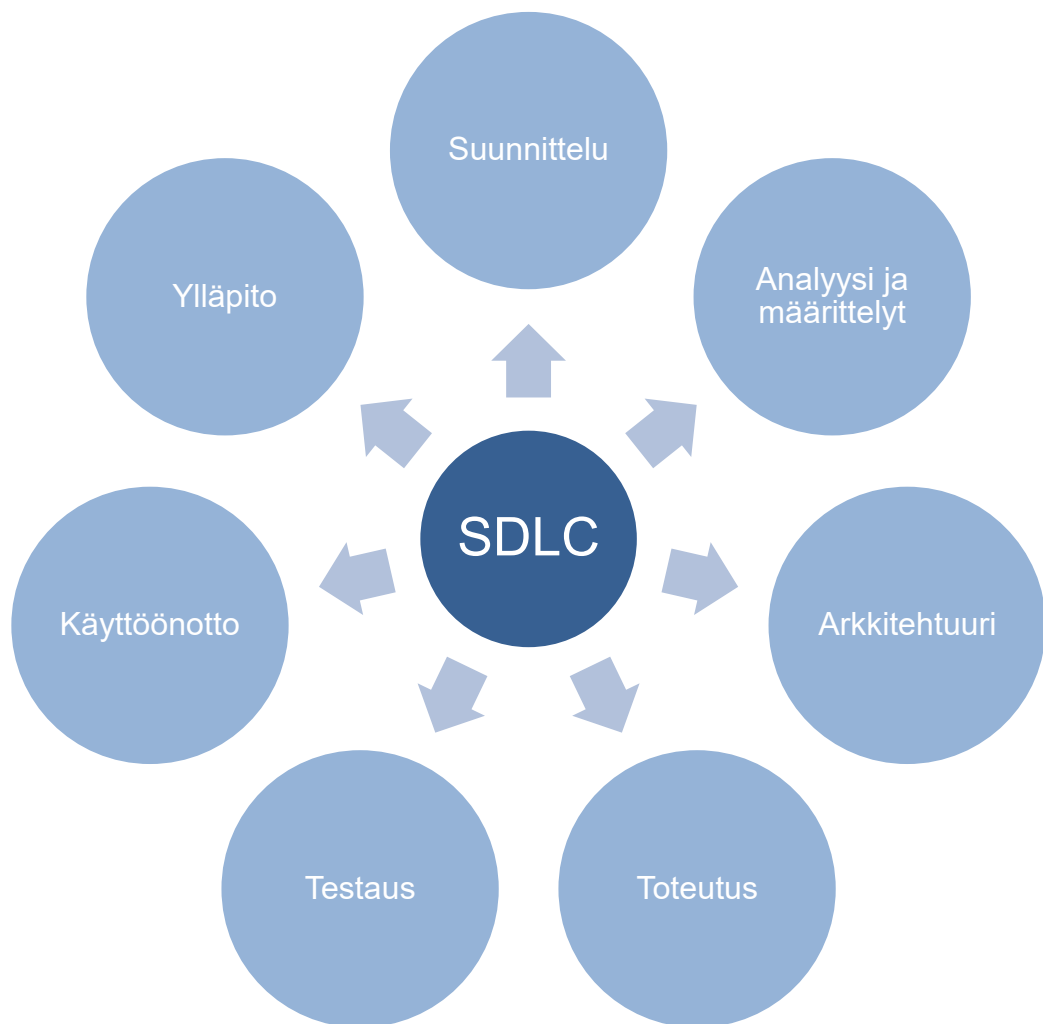 Suunnittelu
Analyysi ja
määrittelyt
Arkkitehtuuri
Toteutus
Testaus
Käyttöönotto
Ylläpito
SDLC